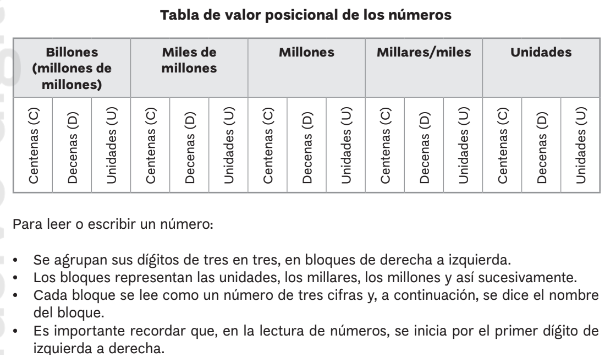 Tabla de valor posicional de los números
Billones
(millones de
millones)
Miles de
millones
Millones
Millares/miles
Unidades
Centenas (C)
Decenas (D)
Unidades (U)
Centenas (C)
Decenas (D)
Unidades (U)
Centenas (C)
Decenas (D)
Unidades (U)
Centenas (C)
Decenas (D)
Unidades (U)
Centenas (C)
Decenas (D)
Unidades (U)
Para leer o escribir un número:
• Se agrupan sus dígitos de tres en tres, en bloques de derecha a izquierda.
• Los bloques representan las unidades, los millares, los millones y así sucesivamente.
• Cada bloque se lee como un número de tres cifras y, a continuación, se dice el nombre
del bloque.
• Es importante recordar que, en la lectura de números, se inicia por el primer dígito de
izquierda a derecha.